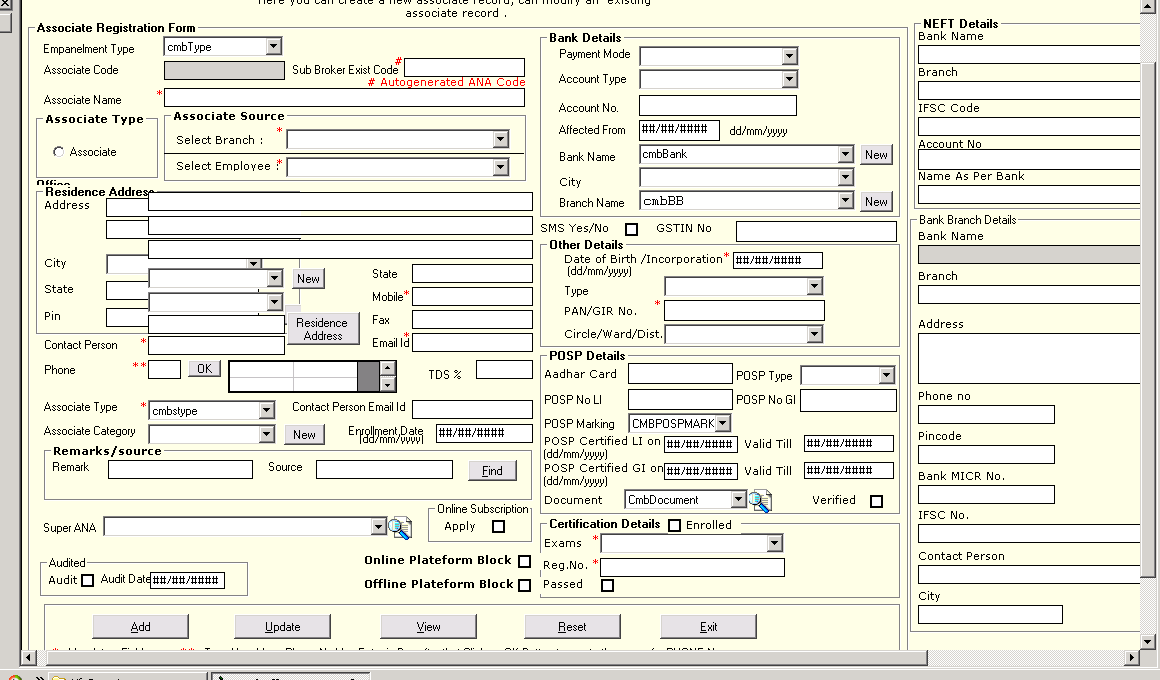 Here you can create a new associate record, can modify an existing
associate record .
Associate Registration Form
Empanelment Type cmbType
Associate Code Sub Broker Exist Code #
# Autogenerated ANA Code
Associate Name *
Associate Type
Associate
Associate Source
Select Branch : *
Select Employee :*
Office
Residence Address
Address
City
New
State
Pin
Residence
Address
State
Mobile*
Fax
Email Id *
Contact Person *
Phone ** OK
TDS %
Associate Type * cmbstype
Contact Person Email Id
Associate Category New
Enrollment Date ##/##/####
(dd/mm/yyyy)
Remarks/source
Remark Source Find
Super ANA
Online Subscription
Apply
Audited
Audit Audit Date ##/##/####
Online Plateform Block
Offline Plateform Block
Add Update View Reset Exit
Bank Details
Payment Mode
Account Type
Account No.
Affected From ##/##/#### dd/mm/yyyy
Bank Name cmbBank New
City
Branch Name cmbBB New
SMS Yes/No GSTIN No
Other Details
Date of Birth /Incorporation* ##/##/####
(dd/mm/yyyy)
Type
PAN/GIR No. *
Circle/Ward/Dist.
POSP Details
Aadhar Card POSP Type
POSP No LI POSP No GI
POSP Marking CMBPOSPMARK
POSP Certified LI on ##/##/#### Valid Till ##/##/####
(dd/mm/yyyy)
POSP Certified GI on ##/##/#### Valid Till ##/##/####
(dd/mm/yyyy)
Document CmbDocument Verified
Certification Details Enrolled
Exams *
Reg.No. *
Passed
NEFT Details
Bank Name
Branch
IFSC Code
Account No
Name As Per Bank
Bank Branch Details
Bank Name
Branch
Address
Phone no
Pincode
Bank MICR No.
IFSC No.
Contact Person
City